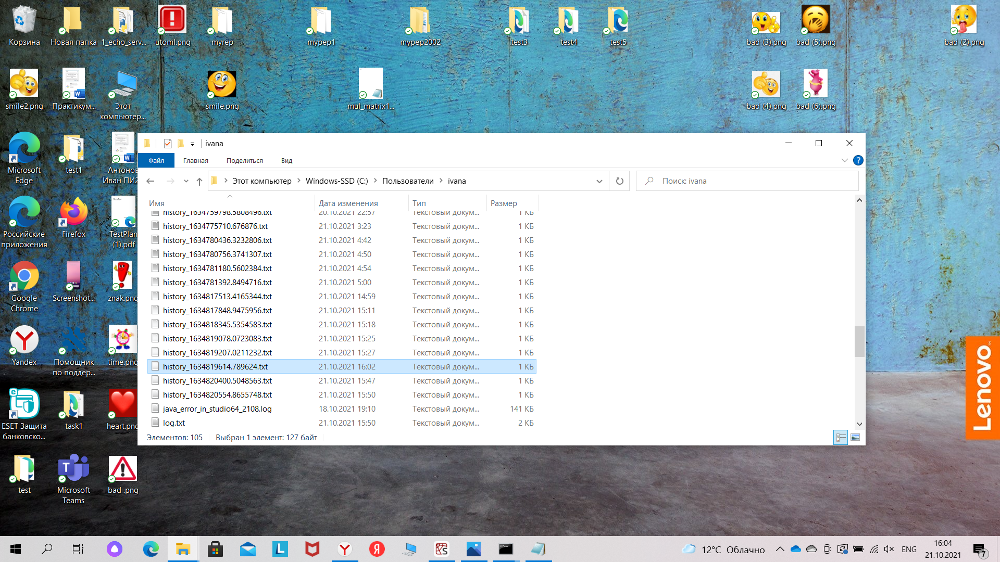 Корзина
Новая папка
1_echo_serv...
utoml.png
myrep
mypep1
mypep2002
test3
test4
test5
bad (3).png
bad (5).png
bad (2).png
smile2.png
Практикум...
Этот
компьютер...
smile.png
mul_matrix1...
bad (4).png
bad (6).png
Microsoft
Edge
test1
Антонов
Иван ПИ2
Российские
приложения
Firefox
TestPlan
(1).pdf
Google
Chrome
Screenshot...
znak.png
Yandex
Помощник
по поддер...
time.png
ESET Защита
банковско...
task1
heart.png
test
Microsoft
Teams
bad .png
ivana
Файл
Главная
Поделиться
Вид
Этот компьютер
Windows-SSD (C:)
Пользователи
ivana
Поиск: ivana
Имя
Дата изменения
Тип
Размер
history_1634759798.5808496.txt 20.10.2021 22:57 Текстовый докум... 1 КБ
history_1634775710.676876.txt 21.10.2021 3:23 Текстовый докум... 1 КБ
history_1634780436.3232806.txt 21.10.2021 4:42 Текстовый докум... 1 КБ
history_1634780756.3741307.txt 21.10.2021 4:50 Текстовый докум... 1 КБ
history_1634781180.5602384.txt 21.10.2021 4:54 Текстовый докум... 1 КБ
history_1634781392.8494716.txt 21.10.2021 5:00 Текстовый докум... 1 КБ
history_1634817513.4165344.txt 21.10.2021 14:59 Текстовый докум... 1 КБ
history_1634817848.9475956.txt 21.10.2021 15:11 Текстовый докум... 1 КБ
history_1634818345.5354583.txt 21.10.2021 15:18 Текстовый докум... 1 КБ
history_1634819078.0723083.txt 21.10.2021 15:25 Текстовый докум... 1 КБ
history_1634819207.0211232.txt 21.10.2021 15:27 Текстовый докум... 1 КБ
history_1634819614.789624.txt 21.10.2021 16:02 Текстовый докум... 1 КБ
history_1634820400.5048563.txt 21.10.2021 15:47 Текстовый докум... 1 КБ
history_1634820554.8655748.txt 21.10.2021 15:50 Текстовый докум... 1 КБ
java_error_in_studio64_2108.log 18.10.2021 19:10 Текстовый докум... 141 КБ
log.txt 21.10.2021 15:50 Текстовый докум... 2 КБ
Элементов: 105
Выбран 1 элемент: 127 байт
Lenovo
12°C Облачно
ENG
16:04
21.10.2021
7